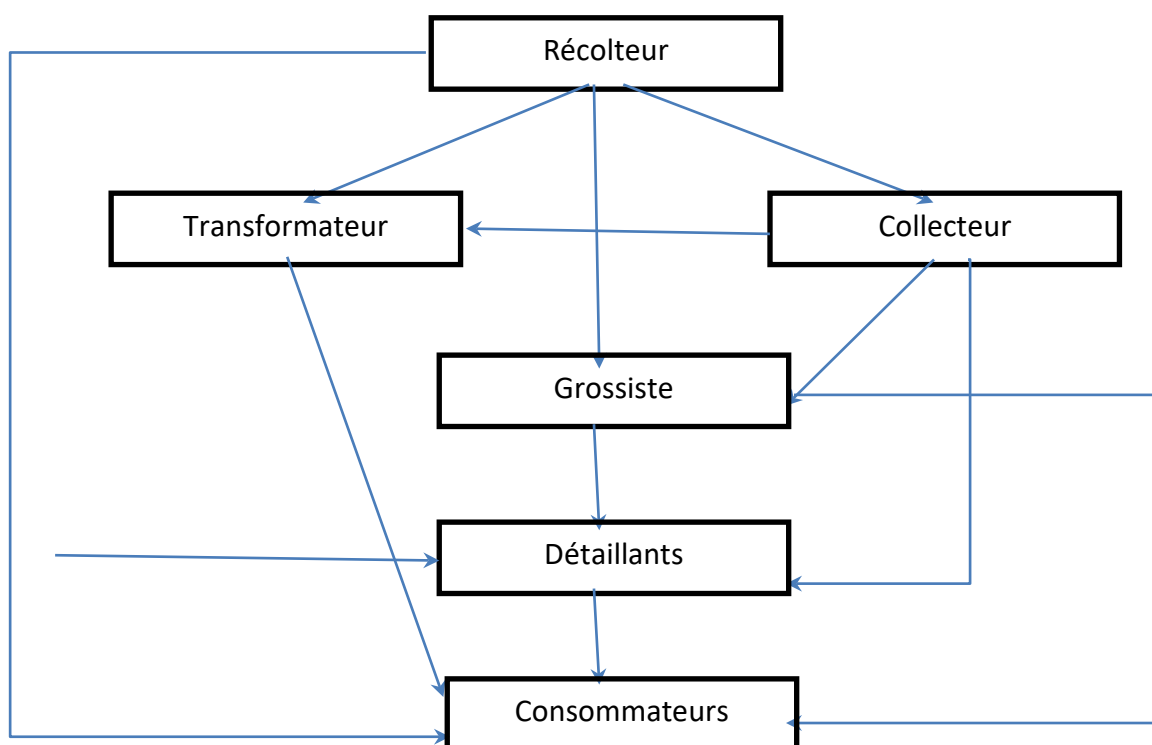 Récolteur
Transformateur
Collecteur
Grossiste
Détaillants
Consommateurs